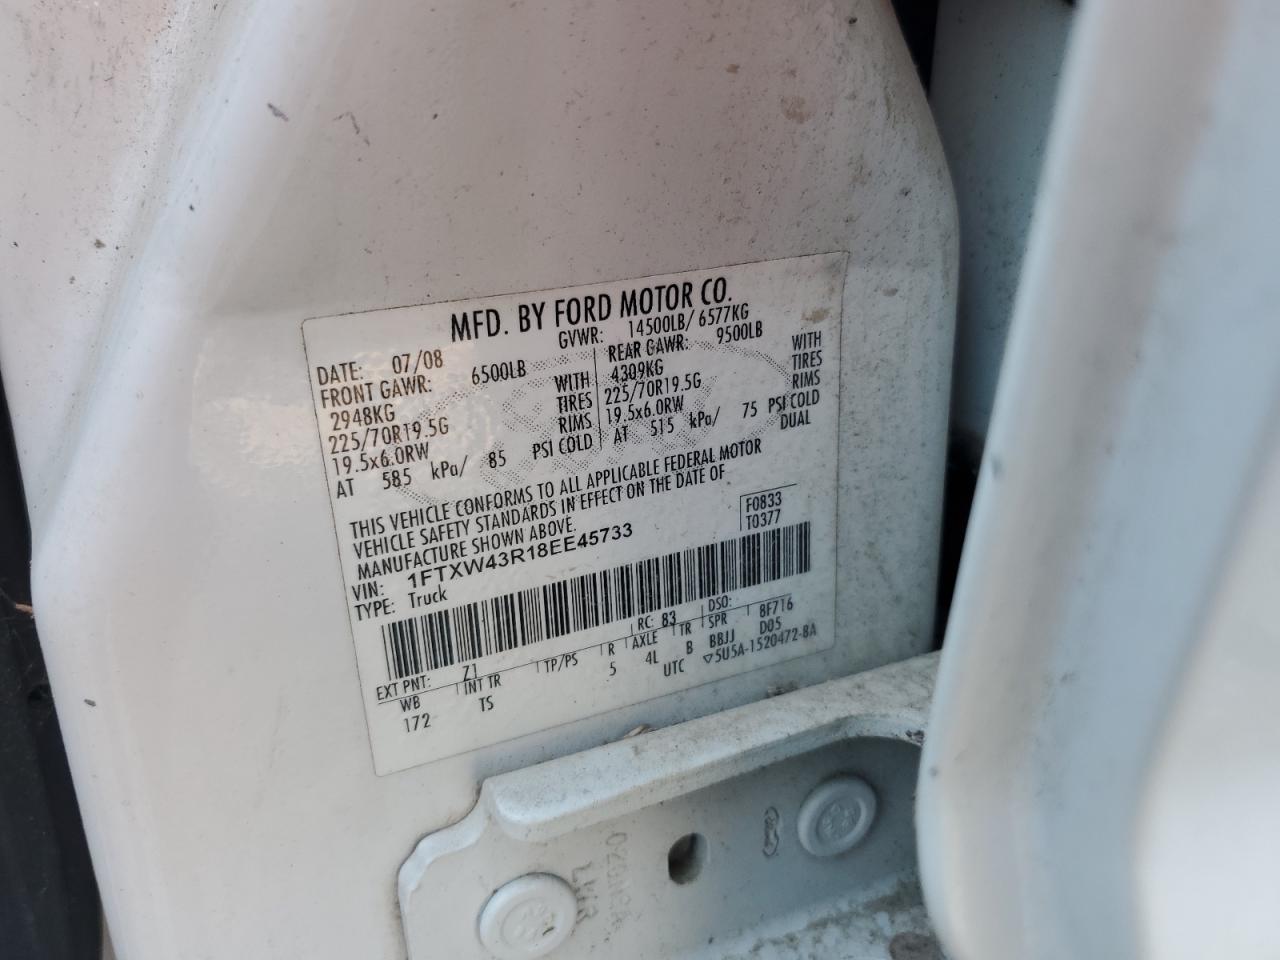 MFD. BY FORD MOTOR CO.
DATE: 07/08 GVWR: 14500LB/ 6577KG
FRONT GAWR: 6500LB REAR GAWR: 9500LB
2948KG WITH 4309KG WITH
225/70R19.5G TIRES 225/70R19.5G TIRES
19.5x6.0RW RIMS 19.5x6.0RW RIMS
AT 585 kPa/ 85 PSI COLD AT 515 kPa/ 75 PSI COLD
DUAL
THIS VEHICLE CONFORMS TO ALL APPLICABLE FEDERAL MOTOR
VEHICLE SAFETY STANDARDS IN EFFECT ON THE DATE OF
MANUFACTURE SHOWN ABOVE.
F0833
VIN: 1FTXW43R18EE45733 T0377
TYPE: Truck
EXT PNT: Z1 RC: 83 DSO: 8F716
WB INT TR TP/PS R AXLE TR SPR
172 TS 5 4L B BBJJ D05
UTC ▽5U5A-1520472-BA